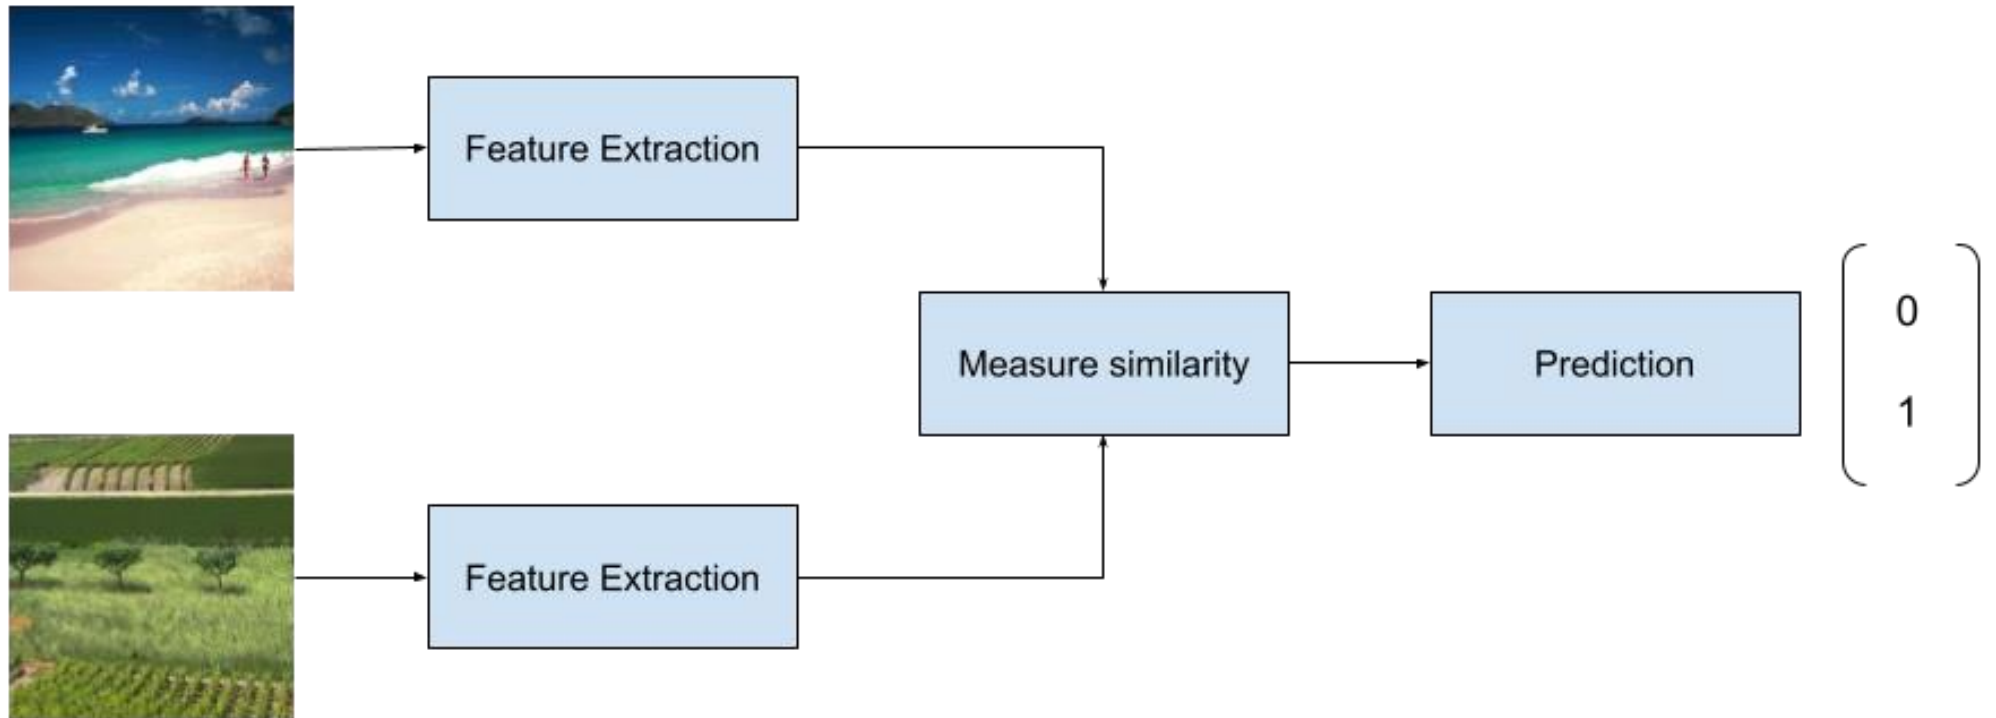 Feature Extraction
Measure similarity
Prediction
0
1
Feature Extraction